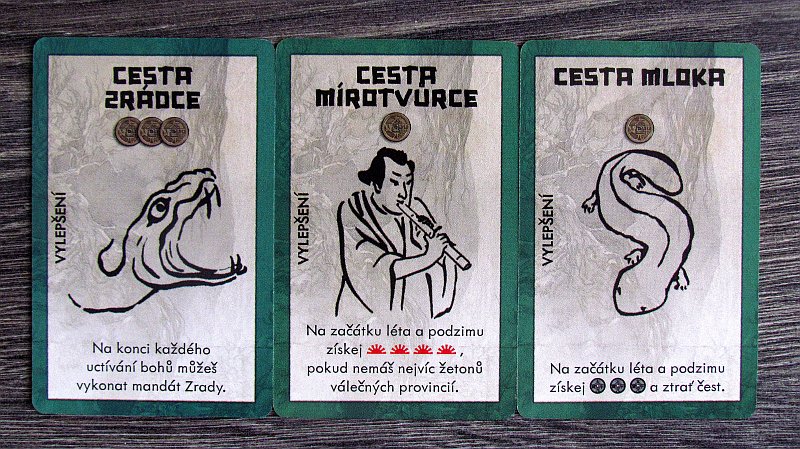 CESTA
ZRÁDCE
VYLEPŠENÍ
Na konci každého
uctívání bohů můžeš
vykonat mandát Zrady.
CESTA
MÍROTVŮRCE
VYLEPŠENÍ
Na začátku léta a podzimu
získej ,
pokud nemáš nejvíc žetonů
válečných provincií.
CESTA MLOKA
VYLEPŠENÍ
Na začátku léta a podzimu
získej a ztrať čest.